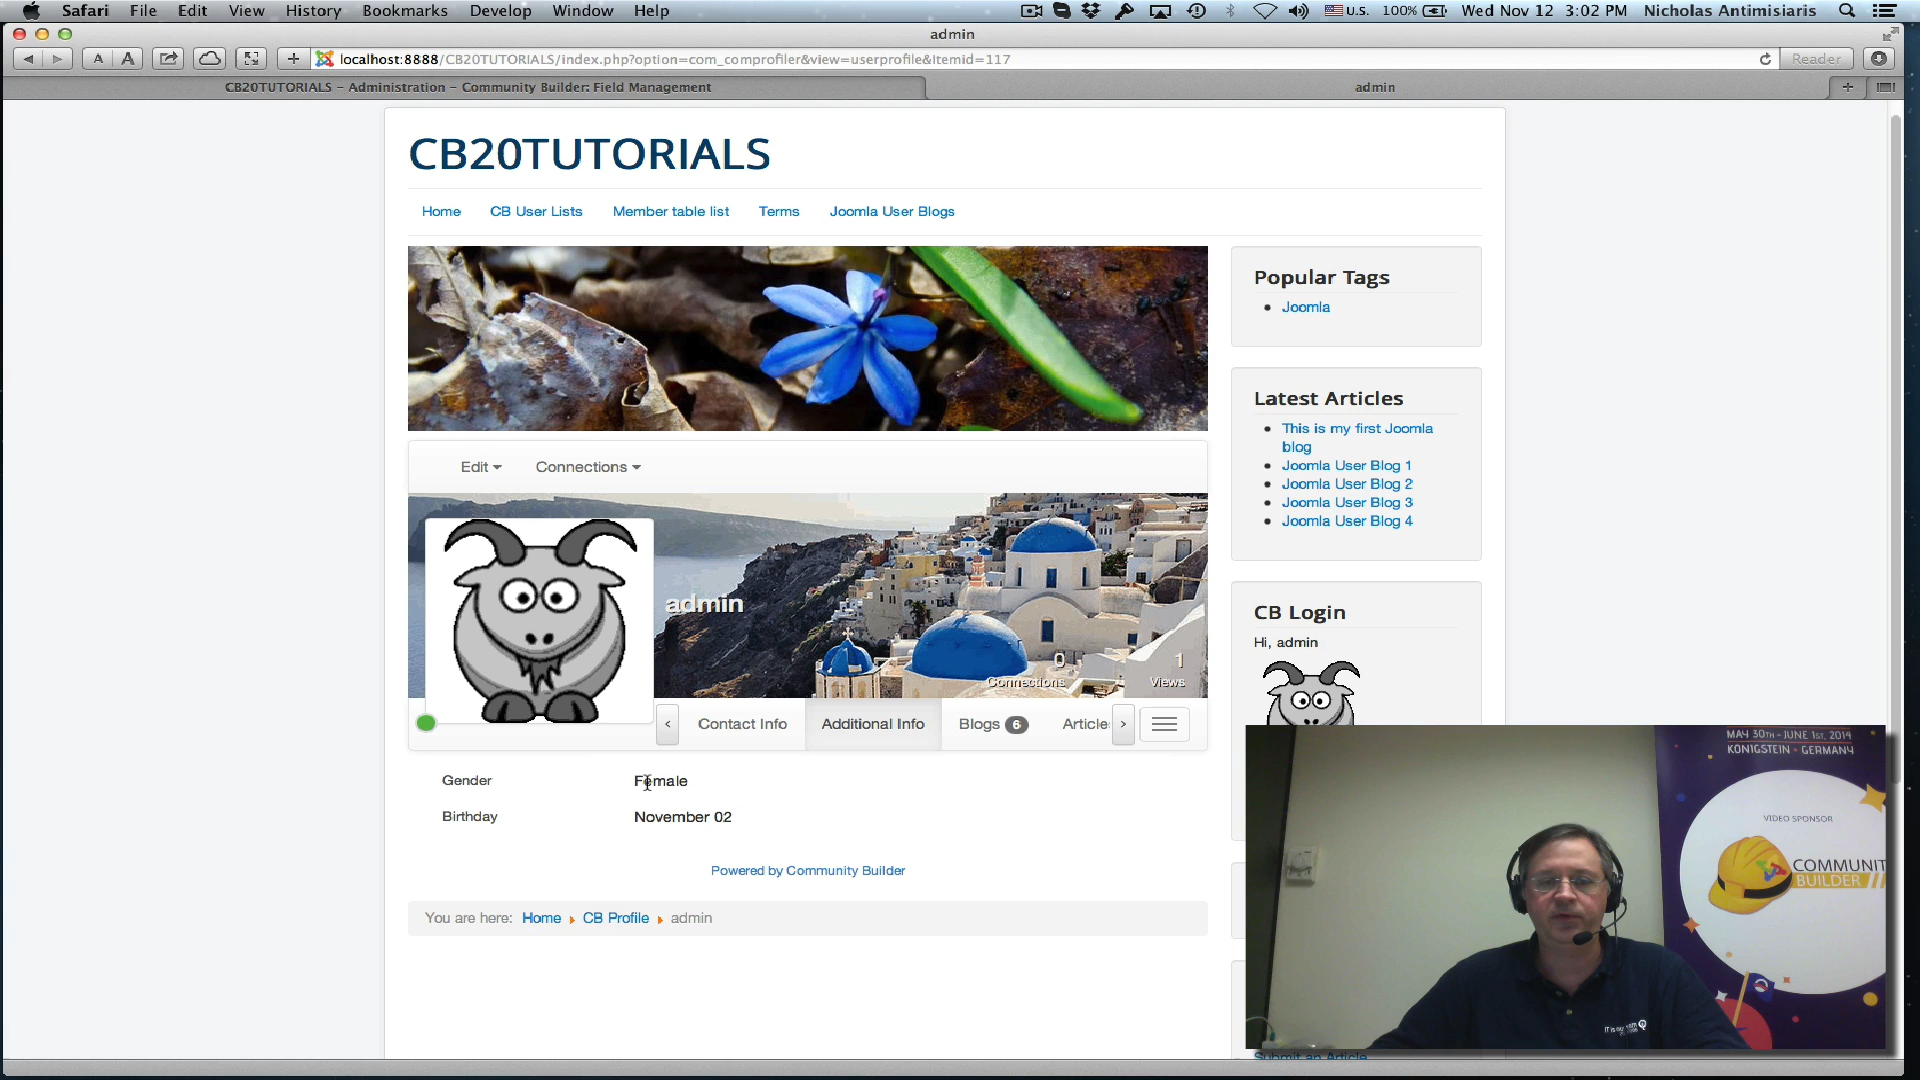 Safari File Edit View History Bookmarks Develop Window Help U.S. 100% Wed Nov 12 3:02 PM Nicholas Antimisiaris
admin
A A localhost:8888/CB20TUTORIALS/index.php?option=com_comprofiler&view=userprofile&Itemid=117 Reader
CB20TUTORIALS – Administration – Community Builder: Field Management admin
CB20TUTORIALS
Home CB User Lists Member table list Terms Joomla User Blogs
Edit Connections
admin
0 1
Connections Views
< Contact Info Additional Info Blogs 6 Article >
Gender Female
Birthday November 02
Powered by Community Builder
You are here: Home CB Profile admin
Popular Tags
Joomla
Latest Articles
This is my first Joomla
blog
Joomla User Blog 1
Joomla User Blog 2
Joomla User Blog 3
Joomla User Blog 4
CB Login
Hi, admin
MAY 30TH - JUNE 1ST, 2014
KÖNIGSTEIN - GERMANY
VIDEO SPONSOR
COMMUNIT
BUILDER
Submit an Article